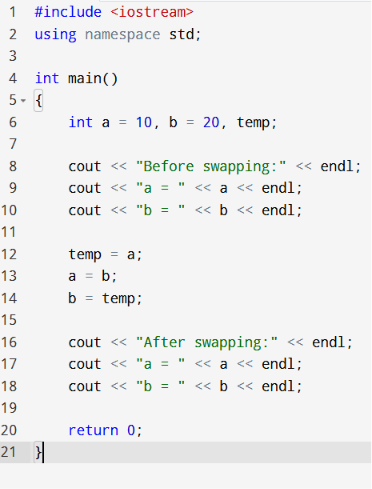 1 #include <iostream>
2 using namespace std;
3
4 int main()
5 {
6     int a = 10, b = 20, temp;
7
8     cout << "Before swapping:" << endl;
9     cout << "a = " << a << endl;
10     cout << "b = " << b << endl;
11
12     temp = a;
13     a = b;
14     b = temp;
15
16     cout << "After swapping:" << endl;
17     cout << "a = " << a << endl;
18     cout << "b = " << b << endl;
19
20     return 0;
21 }